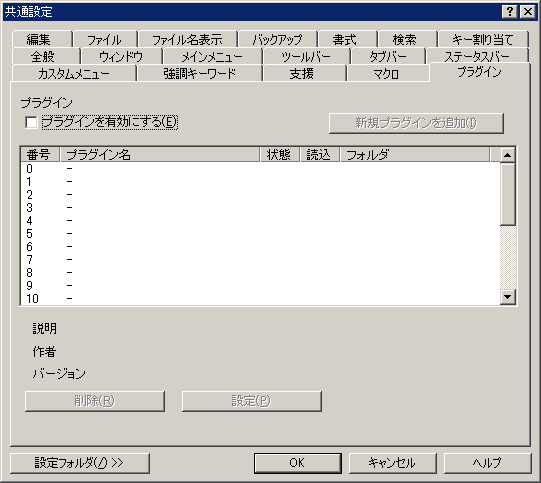 共通設定
編集 ファイル ファイル名表示 バックアップ 書式 検索 キー割り当て
全般 ウィンドウ メインメニュー ツールバー タブバー ステータスバー
カスタムメニュー 強調キーワード 支援 マクロ プラグイン
プラグイン
プラグインを有効にする(E) 新規プラグインを追加(I)
番号 プラグイン名 状態 読込 フォルダ
0 -
1 -
2 -
3 -
4 -
5 -
6 -
7 -
8 -
9 -
10 -
説明
作者
バージョン
削除(R) 設定(P)
設定フォルダ(/) >> OK キャンセル ヘルプ